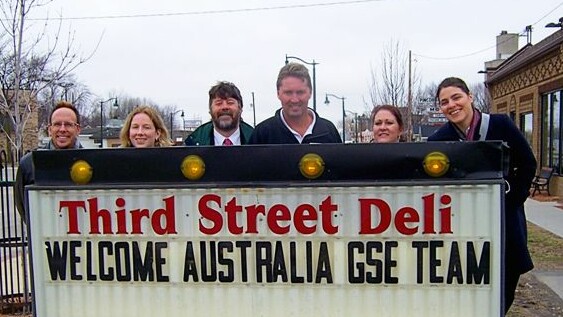 Third Street Deli
WELCOME AUSTRALIA GSE TEAM